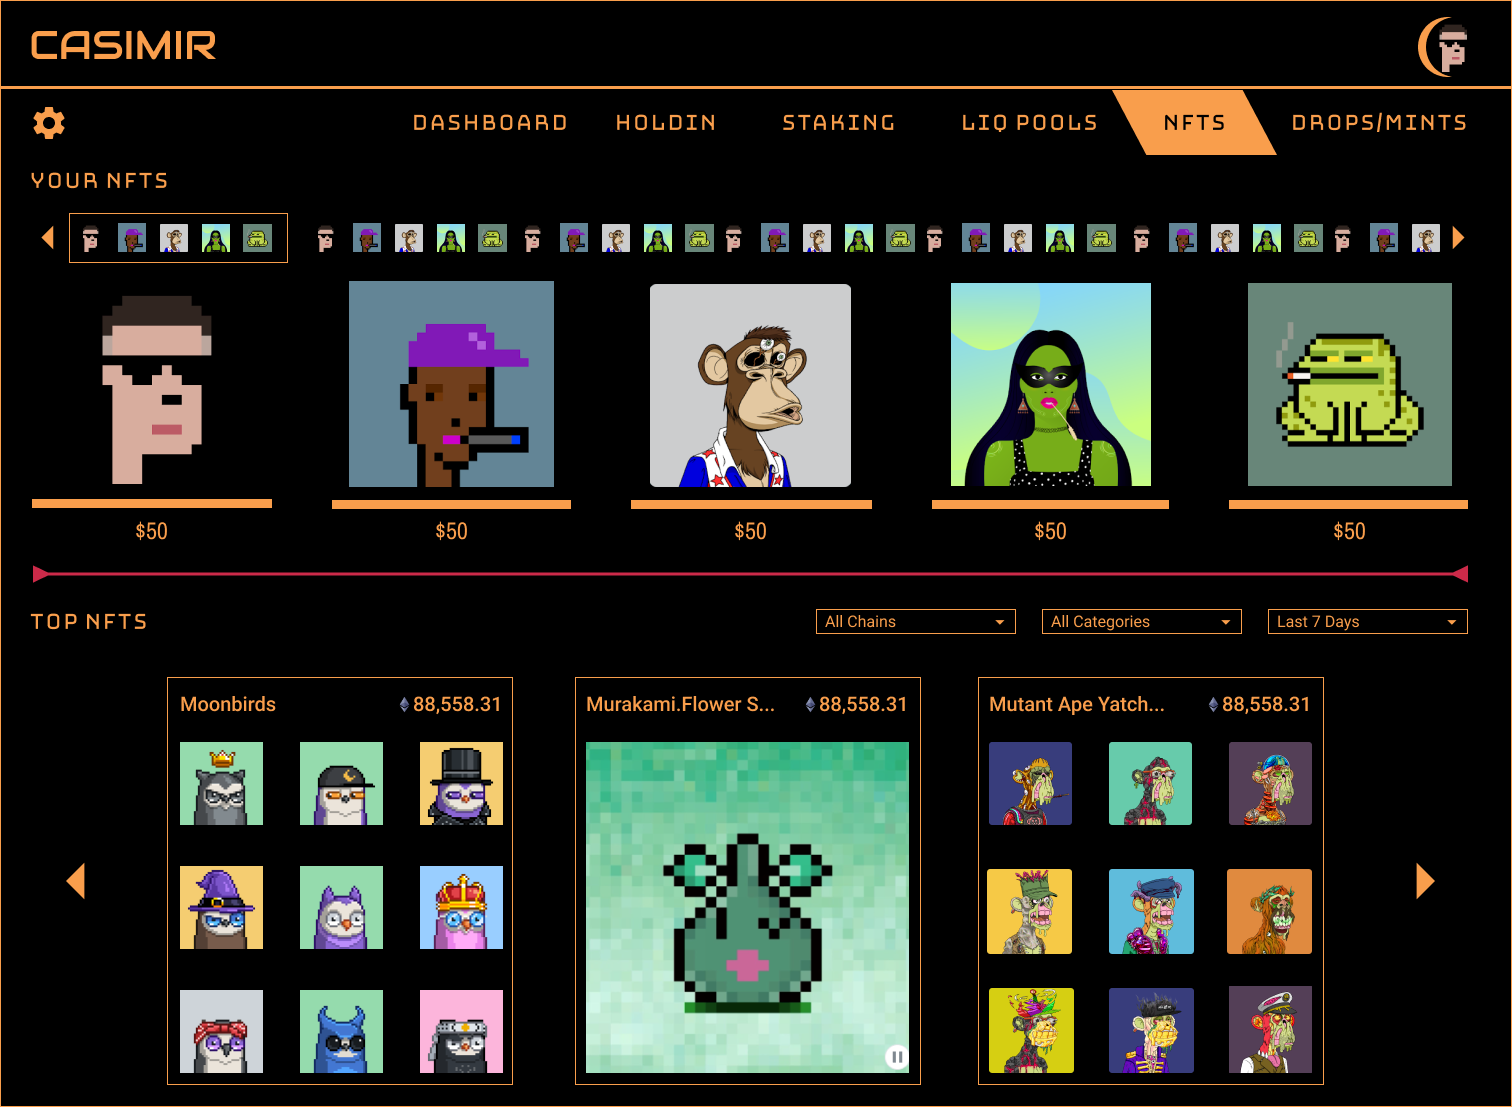 CASIMIR
DASHBOARD HOLDIN STAKING LIQ POOLS NFTS DROPS/MINTS
YOUR NFTS
$50 $50 $50 $50 $50
TOP NFTS All Chains All Categories Last 7 Days
Moonbirds 88,558.31 Murakami.Flower S... 88,558.31 Mutant Ape Yatch... 88,558.31